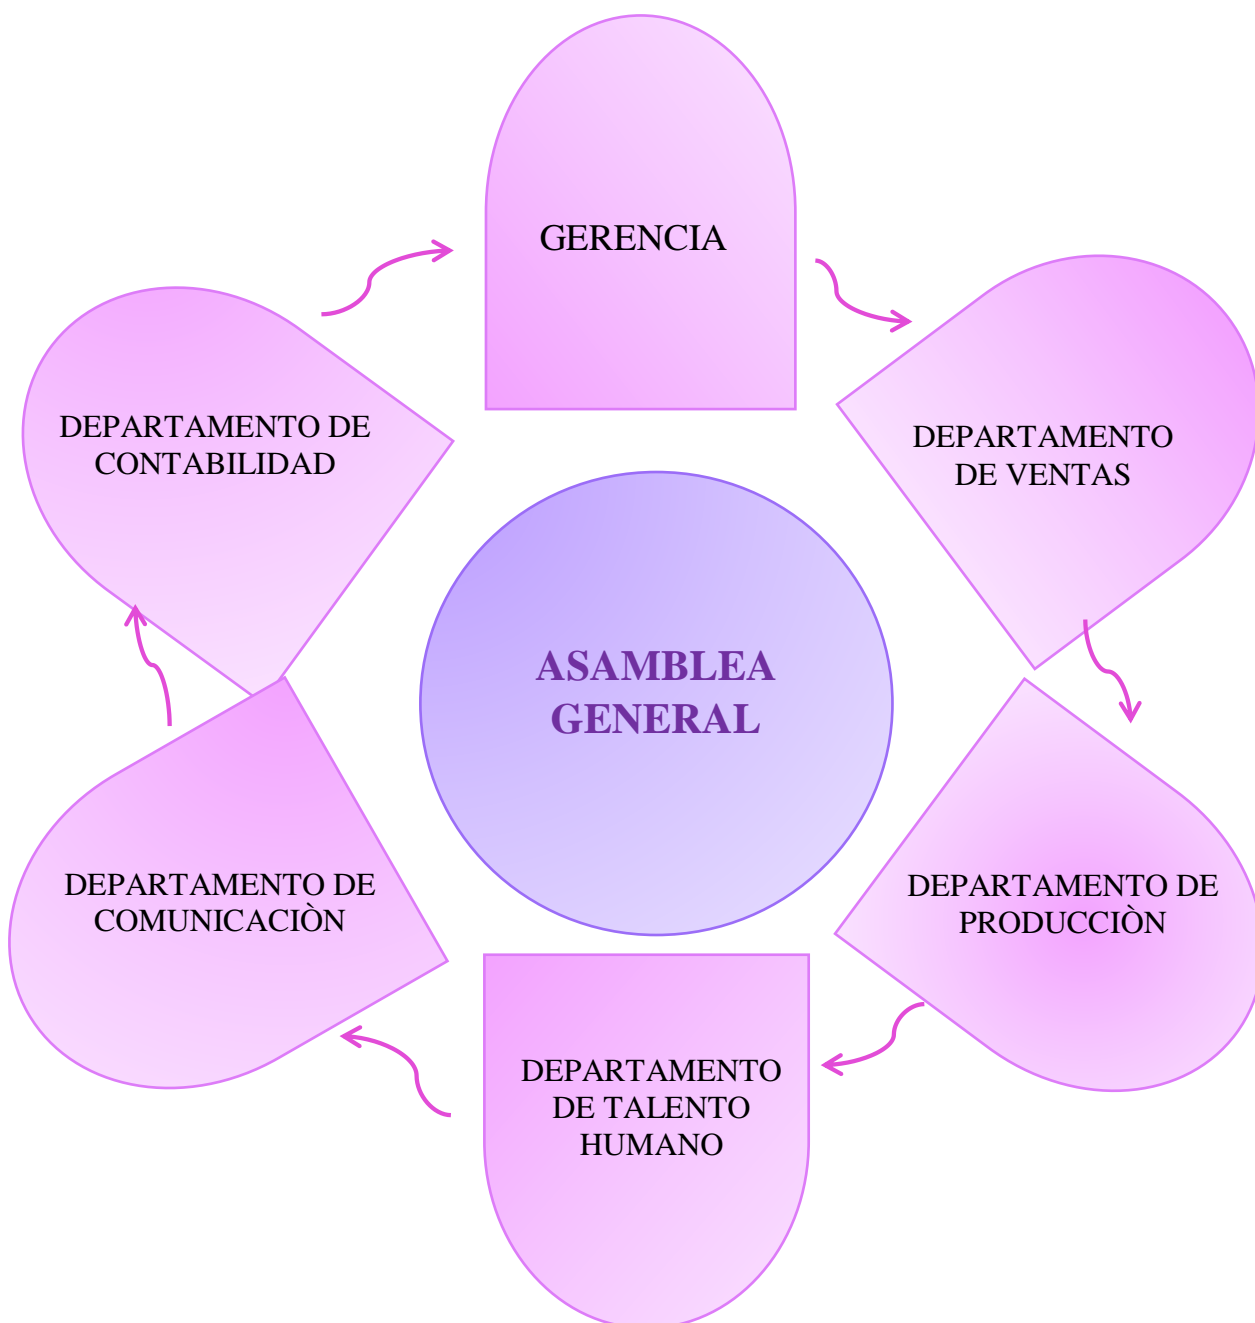 GERENCIA
DEPARTAMENTO
DE VENTAS
DEPARTAMENTO DE
PRODUCCIÒN
DEPARTAMENTO
DE TALENTO
HUMANO
DEPARTAMENTO DE
COMUNICACIÒN
DEPARTAMENTO DE
CONTABILIDAD
ASAMBLEA
GENERAL